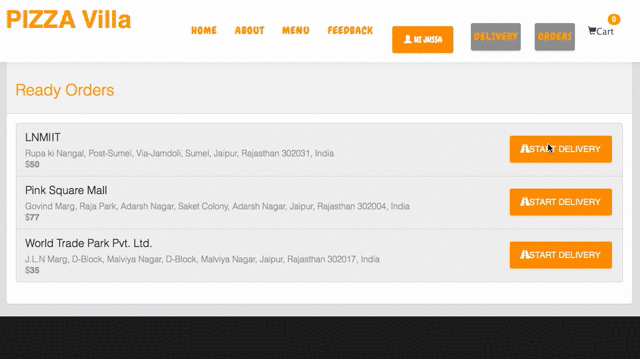 PIZZA Villa
HOME ABOUT MENU FEEDBACK HI JUSSA DELIVERY ORDERS Cart 0
Ready Orders
LNMIIT
Rupa ki Nangal, Post-Sumel, Via-Jamdoli, Sumel, Jaipur, Rajasthan 302031, India
$50
START DELIVERY
Pink Square Mall
Govind Marg, Raja Park, Adarsh Nagar, Saket Colony, Adarsh Nagar, Jaipur, Rajasthan 302004, India
$77
START DELIVERY
World Trade Park Pvt. Ltd.
J.L.N Marg, D-Block, Malviya Nagar, D-Block, Malviya Nagar, Jaipur, Rajasthan 302017, India
$35
START DELIVERY